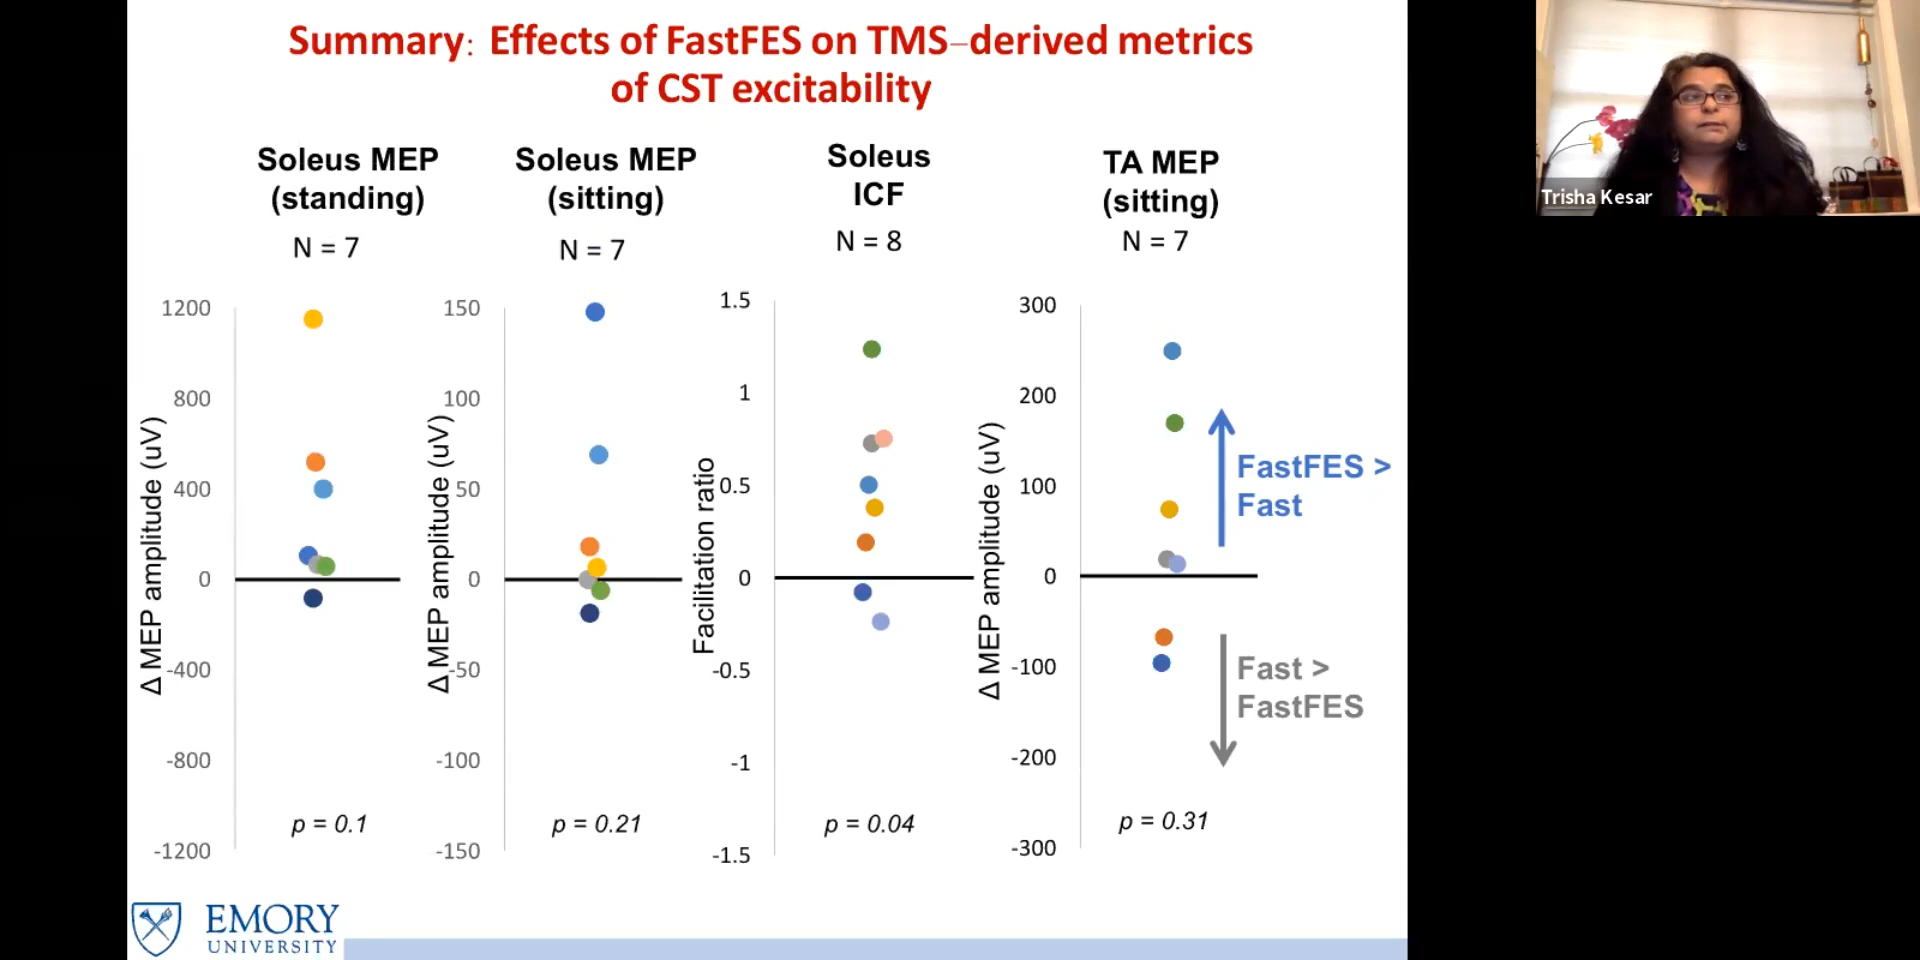 Summary: Effects of FastFES on TMS–derived metrics
of CST excitability
Soleus MEP
(standing)
N = 7
1200
800
400
0
-400
-800
-1200
Δ MEP amplitude (uV)
p = 0.1
Soleus MEP
(sitting)
N = 7
150
100
50
0
-50
-100
-150
Δ MEP amplitude (uV)
p = 0.21
Soleus
ICF
N = 8
1.5
1
0.5
0
-0.5
-1
-1.5
Facilitation ratio
p = 0.04
TA MEP
(sitting)
N = 7
300
200
100
0
-100
-200
-300
Δ MEP amplitude (uV)
p = 0.31
FastFES >
Fast
Fast >
FastFES
EMORY
UNIVERSITY
Trisha Kesar